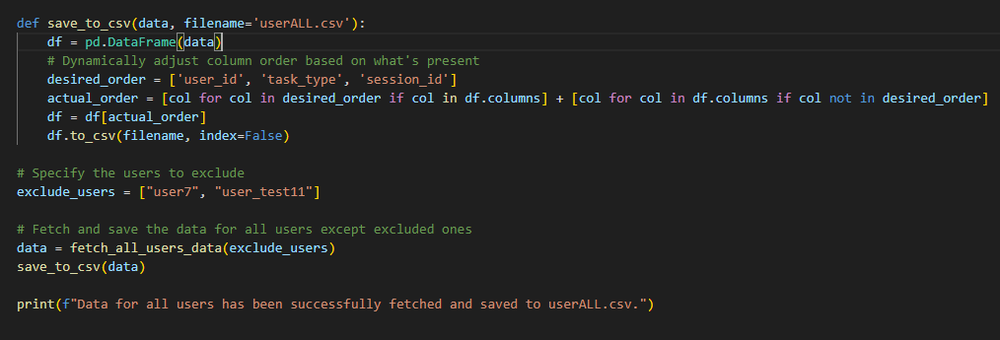 def save_to_csv(data, filename='userALL.csv'):
    df = pd.DataFrame(data)
    # Dynamically adjust column order based on what's present
    desired_order = ['user_id', 'task_type', 'session_id']
    actual_order = [col for col in desired_order if col in df.columns] + [col for col in df.columns if col not in desired_order]
    df = df[actual_order]
    df.to_csv(filename, index=False)
# Specify the users to exclude
exclude_users = ["user7", "user_test11"]
# Fetch and save the data for all users except excluded ones
data = fetch_all_users_data(exclude_users)
save_to_csv(data)
print(f"Data for all users has been successfully fetched and saved to userALL.csv.")